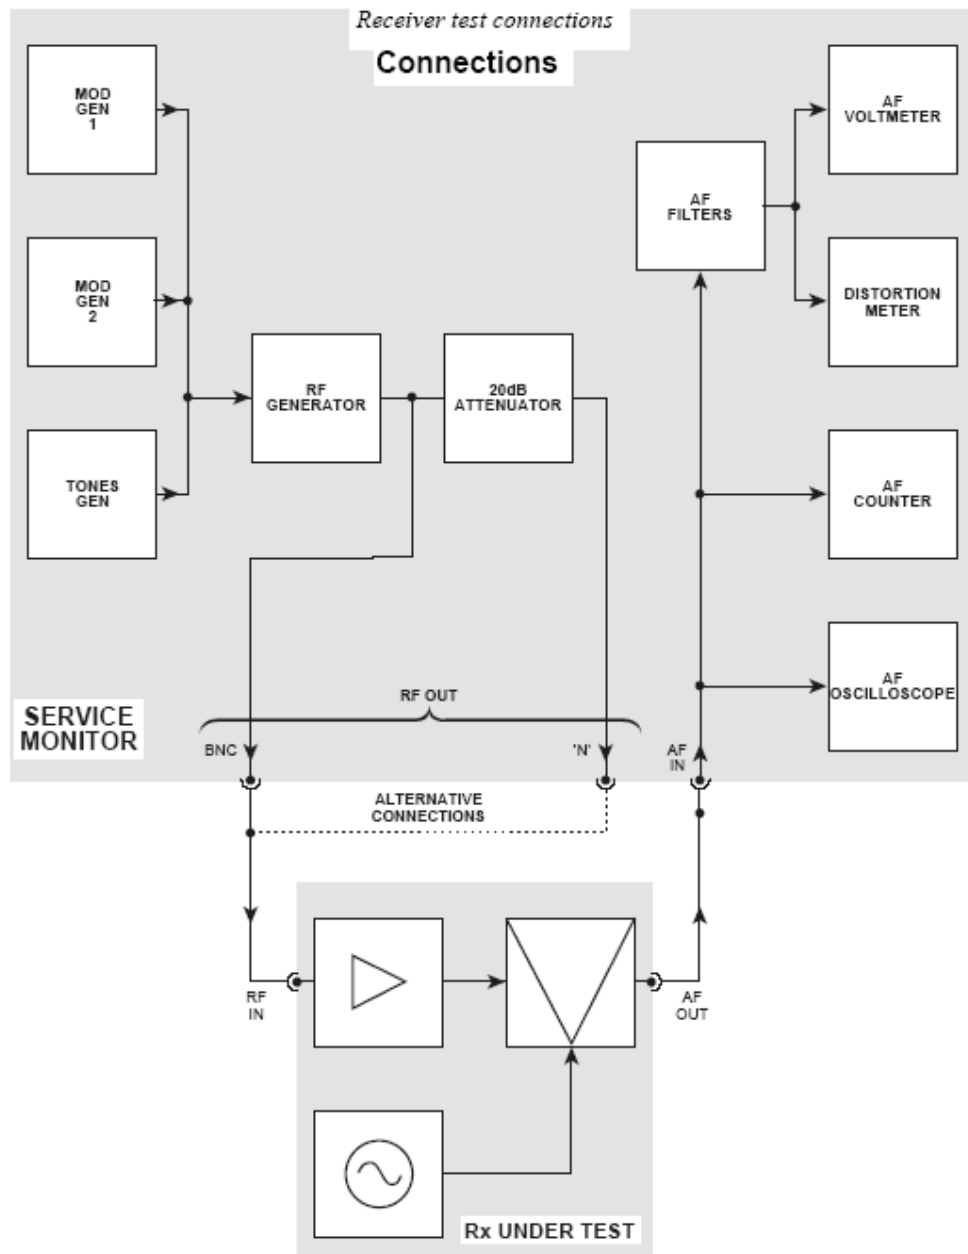 Receiver test connections
Connections
MOD
GEN
1
AF
VOLTMETER
AF
FILTERS
MOD
GEN
2
DISTORTION
METER
RF
GENERATOR
20dB
ATTENUATOR
TONES
GEN
AF
COUNTER
RF OUT
AF
OSCILLOSCOPE
SERVICE
MONITOR
BNC
'N'
AF
IN
ALTERNATIVE
CONNECTIONS
RF
IN
AF
OUT
Rx UNDER TEST